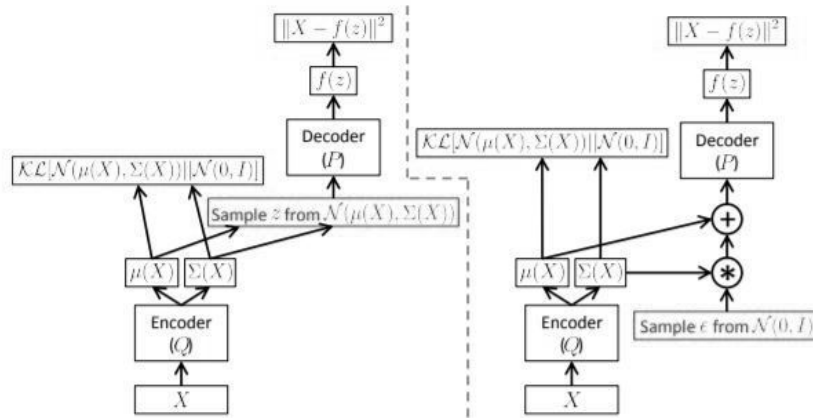 ‖X − f(z)‖²
f(z)
Decoder
(P)
𝒦ℒ[𝒩(μ(X), Σ(X))||𝒩(0, I)]
Sample z from 𝒩(μ(X), Σ(X))
μ(X)
Σ(X)
Encoder
(Q)
X
‖X − f(z)‖²
f(z)
Decoder
(P)
𝒦ℒ[𝒩(μ(X), Σ(X))||𝒩(0, I)]
+
μ(X)
Σ(X)
*
Encoder
(Q)
Sample ϵ from 𝒩(0, I)
X